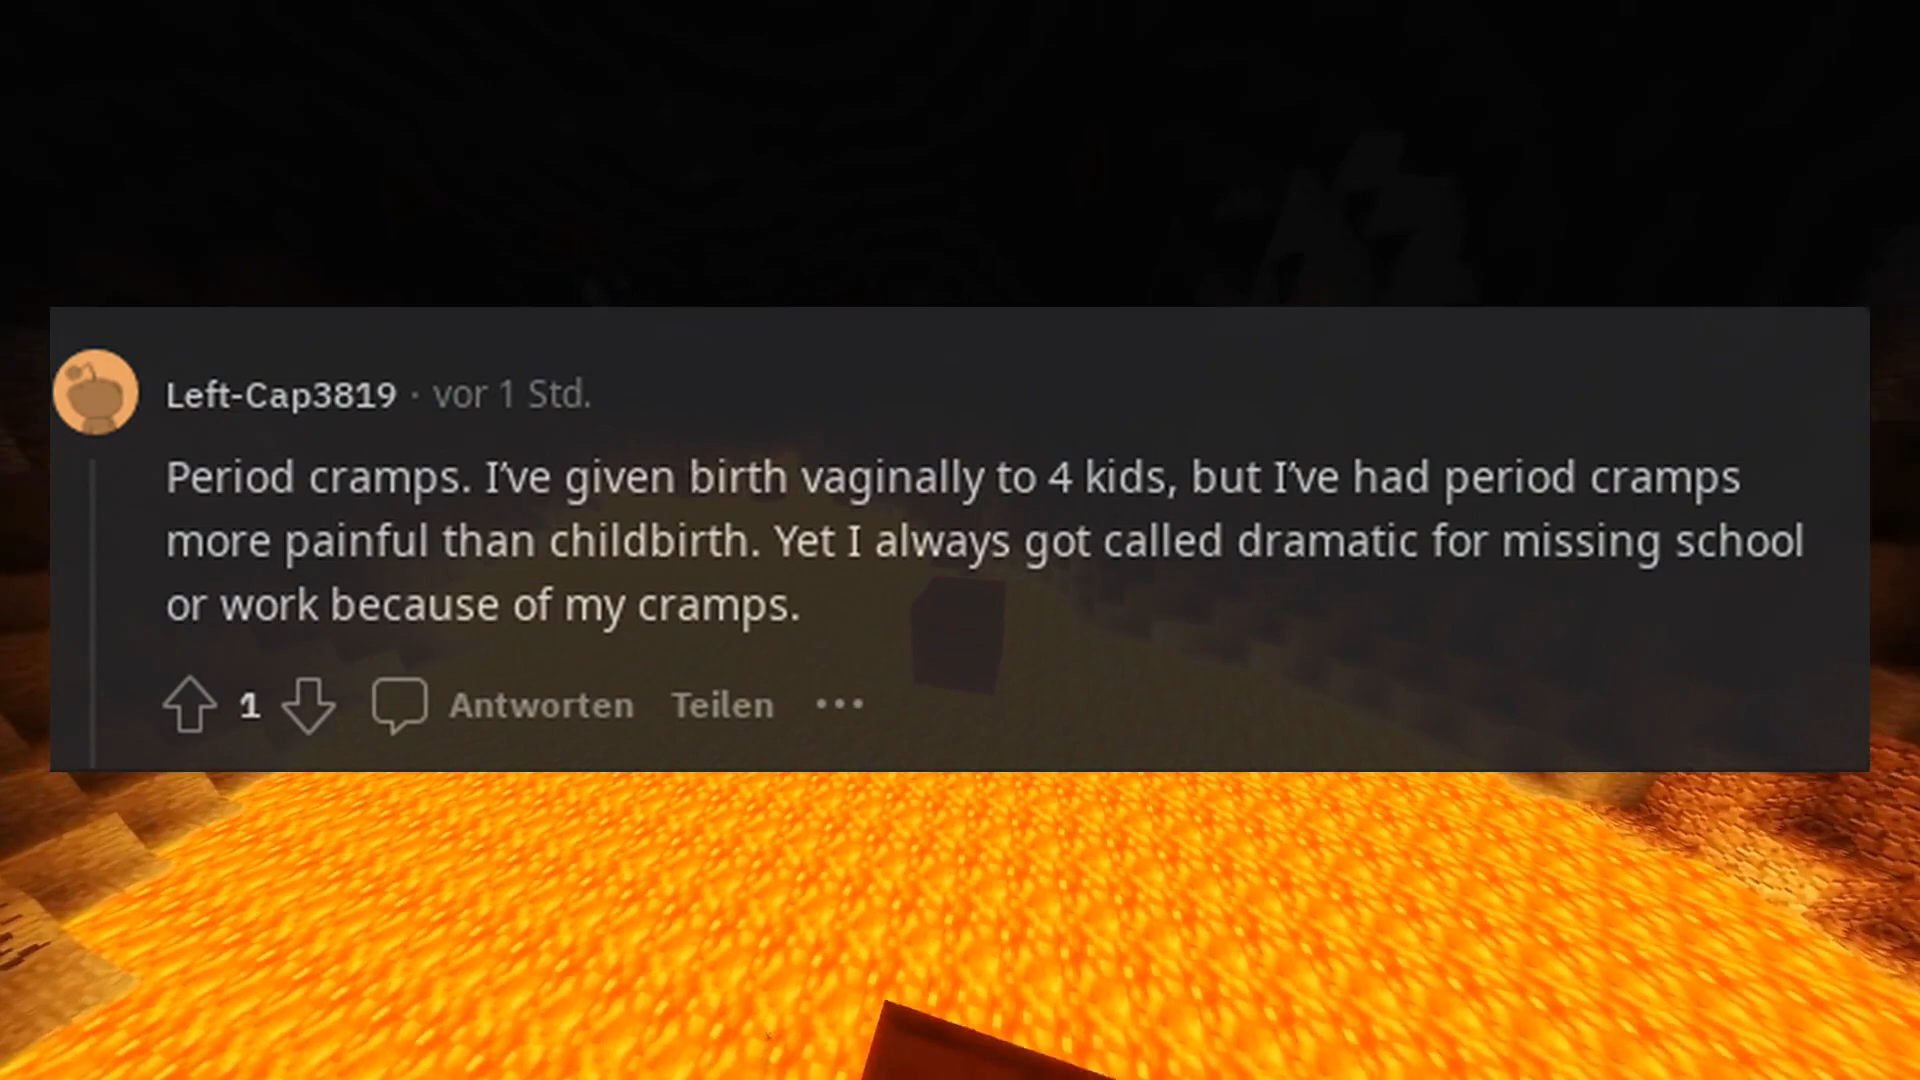 Left-Cap3819 · vor 1 Std.
Period cramps. I’ve given birth vaginally to 4 kids, but I’ve had period cramps
more painful than childbirth. Yet I always got called dramatic for missing school
or work because of my cramps.
1 Antworten Teilen •••